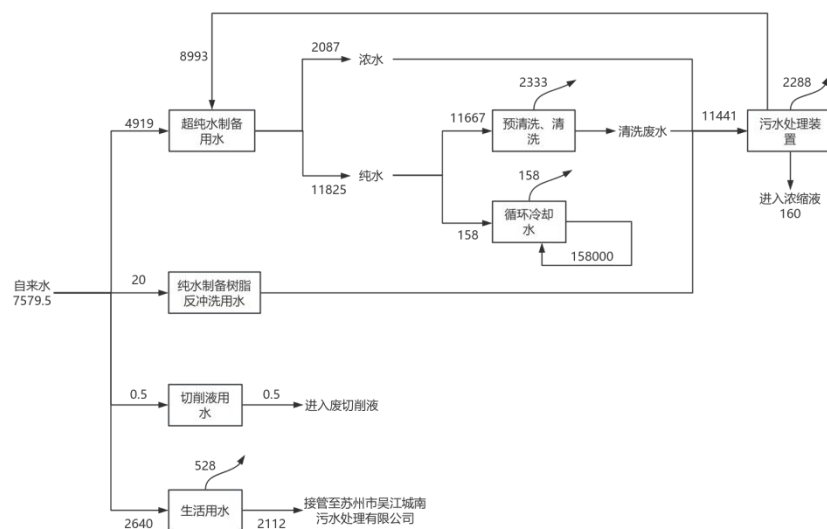 8993
2087
浓水
2333
2288
4919
超纯水制备
用水
11667
预清洗、清
洗
清洗废水
11441
污水处理装
置
11825
纯水
158
进入浓缩液
160
158
循环冷却
水
158000
自来水
7579.5
20
纯水制备树脂
反冲洗用水
0.5
切削液用
水
0.5
进入废切削液
528
2640
生活用水
2112
接管至苏州市吴江城南
污水处理有限公司